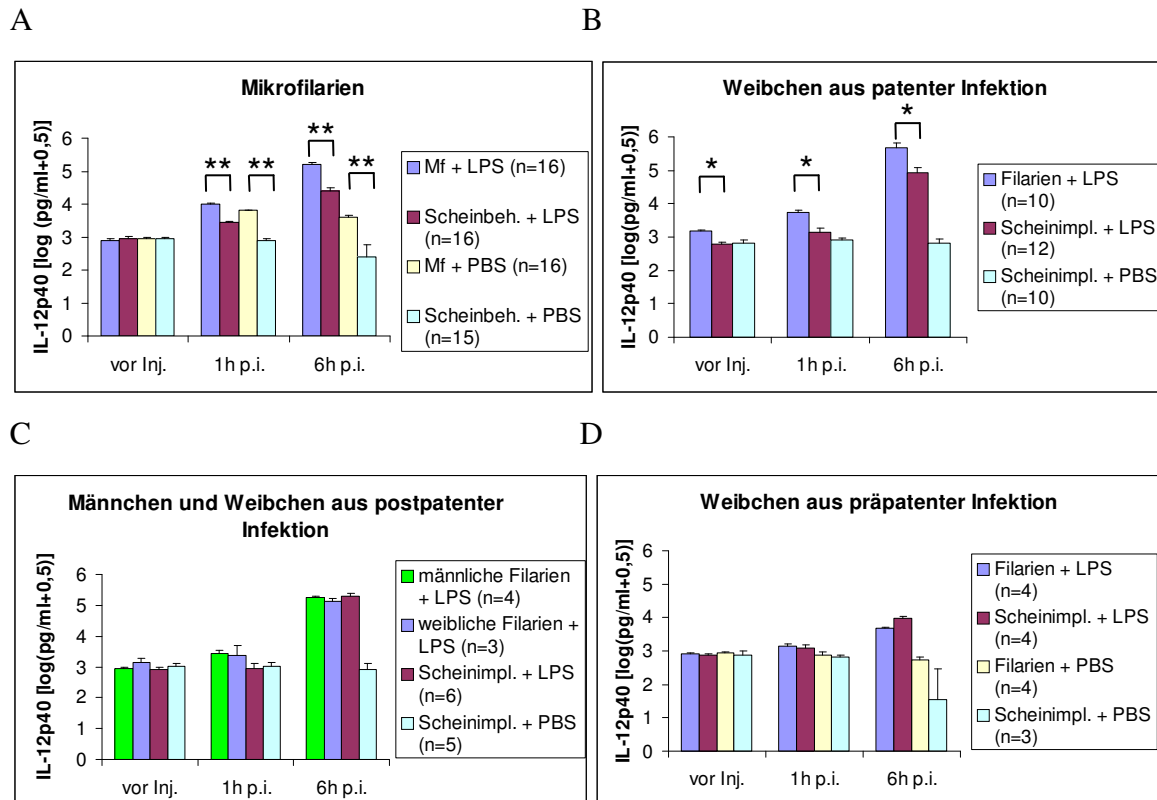 A
Mikrofilarien
IL-12p40 [log (pg/ml+0,5)]
6
5
4
3
2
1
0
** ** ** **
vor Inj. 1h p.i. 6h p.i.
Mf + LPS (n=16)
Scheinbeh. + LPS
(n=16)
Mf + PBS (n=16)
Scheinbeh. + PBS
(n=15)
B
Weibchen aus patenter Infektion
IL-12p40 [log(pg/ml+0,5)]
6
5
4
3
2
1
0
* * *
vor Inj. 1h p.i. 6h p.i.
Filarien + LPS
(n=10)
Scheinimpl. + LPS
(n=12)
Scheinimpl. + PBS
(n=10)
C
Männchen und Weibchen aus postpatenter
Infektion
IL-12p40 [log(pg/ml+0,5)]
6
5
4
3
2
1
0
vor Inj. 1h p.i. 6h p.i.
männliche Filarien
+ LPS (n=4)
weibliche Filarien +
LPS (n=3)
Scheinimpl. + LPS
(n=6)
Scheinimpl. + PBS
(n=5)
D
Weibchen aus präpatenter Infektion
IL-12p40 [log(pg/ml+0,5)]
6
5
4
3
2
1
0
vor Inj. 1h p.i. 6h p.i.
Filarien + LPS
(n=4)
Scheinimpl. + LPS
(n=4)
Filarien + PBS
(n=4)
Scheinimpl. + PBS
(n=3)